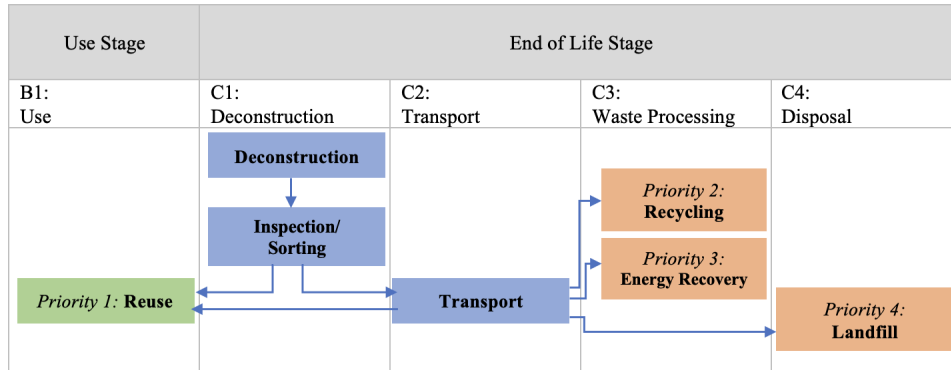 Use Stage
End of Life Stage
B1:
Use
C1:
Deconstruction
C2:
Transport
C3:
Waste Processing
C4:
Disposal
Deconstruction
Inspection/
Sorting
Priority 1: Reuse
Transport
Priority 2:
Recycling
Priority 3:
Energy Recovery
Priority 4:
Landfill